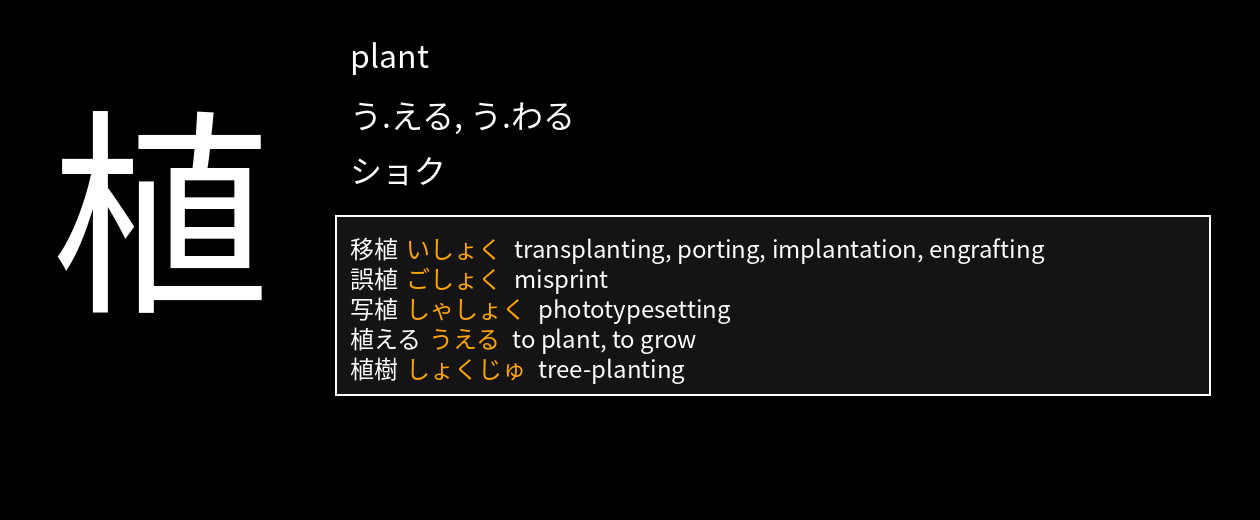 植
plant
う.える, う.わる
ショク
移植 いしょく transplanting, porting, implantation, engrafting
誤植 ごしょく misprint
写植 しゃしょく phototypesetting
植える うえる to plant, to grow
植樹 しょくじゅ tree-planting